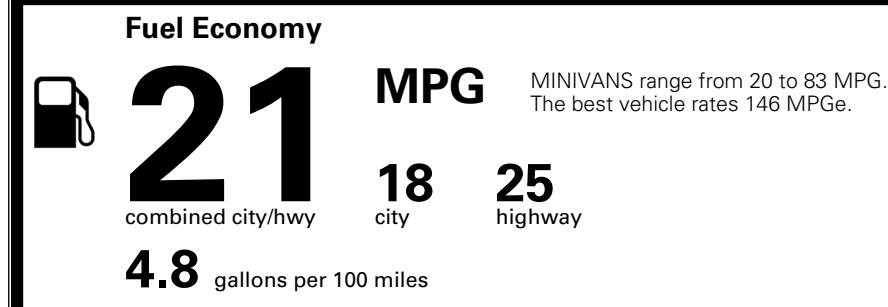 Fuel Economy
21
MPG
MINIVANS range from 20 to 83 MPG.
The best vehicle rates 146 MPGe.
combined city/hwy
18
city
25
highway
4.8 gallons per 100 miles